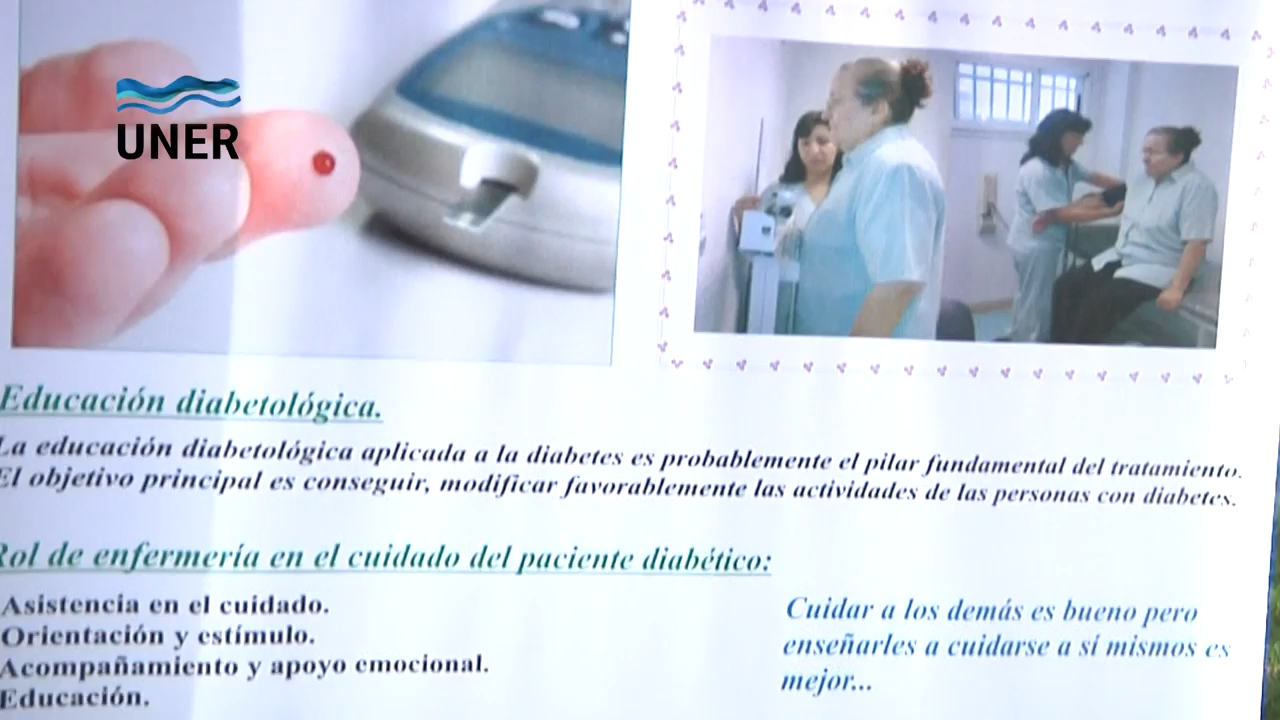 UNER
Educación diabetológica.
La educación diabetológica aplicada a la diabetes es probablemente el pilar fundamental del tratamiento.
El objetivo principal es conseguir, modificar favorablemente las actividades de las personas con diabetes.
Rol de enfermería en el cuidado del paciente diabético:
Asistencia en el cuidado.
Orientación y estímulo.
Acompañamiento y apoyo emocional.
Educación.
Cuidar a los demás es bueno pero
enseñarles a cuidarse a sí mismos es
mejor...